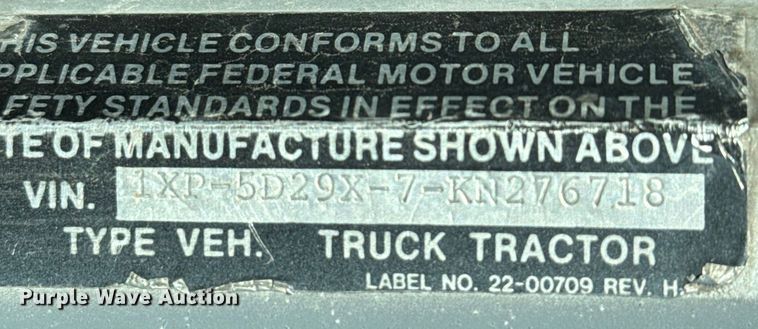 HIS VEHICLE CONFORMS TO ALL
PPLICABLE FEDERAL MOTOR VEHICLE
FETY STANDARDS IN EFFECT ON THE
TE OF MANUFACTURE SHOWN ABOVE
VIN. 1XP-5D29X-7-KN276718
TYPE VEH. TRUCK TRACTOR
LABEL NO. 22-00709 REV. H.
Purple Wave Auction